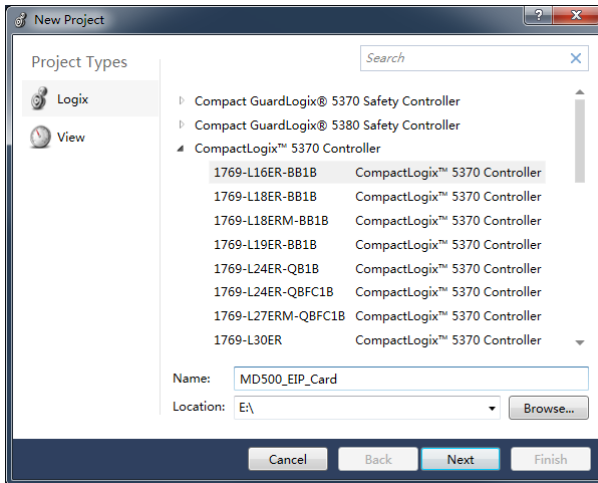 New Project
?
x
Project Types
Search
Logix
View
Compact GuardLogix® 5370 Safety Controller
Compact GuardLogix® 5380 Safety Controller
CompactLogix™ 5370 Controller
1769-L16ER-BB1B CompactLogix™ 5370 Controller
1769-L18ER-BB1B CompactLogix™ 5370 Controller
1769-L18ERM-BB1B CompactLogix™ 5370 Controller
1769-L19ER-BB1B CompactLogix™ 5370 Controller
1769-L24ER-QB1B CompactLogix™ 5370 Controller
1769-L24ER-QBFC1B CompactLogix™ 5370 Controller
1769-L27ERM-QBFC1B CompactLogix™ 5370 Controller
1769-L30ER CompactLogix™ 5370 Controller
Name: MD500_EIP_Card
Location: E:\ Browse...
Cancel Back Next Finish